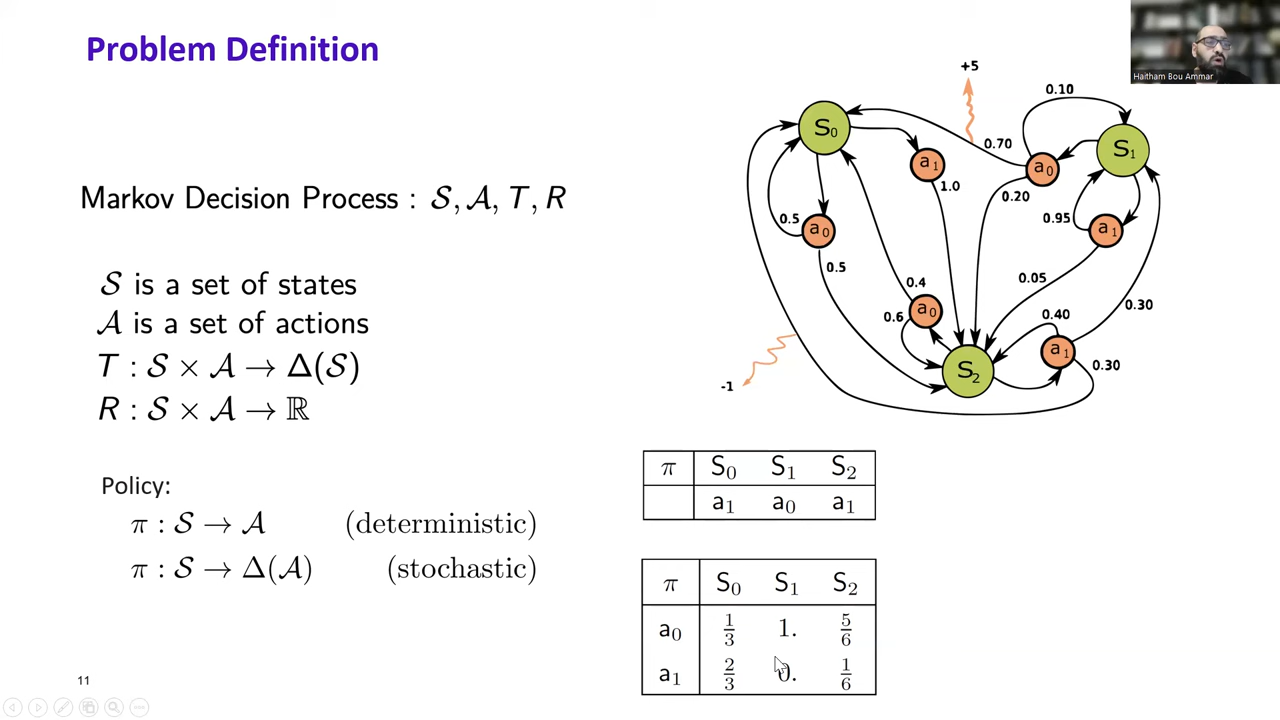 Problem Definition
Haitham Bou Ammar
Markov Decision Process : 𝒮, 𝒜, T, R
𝒮 is a set of states
𝒜 is a set of actions
T : 𝒮 × 𝒜 → Δ(𝒮)
R : 𝒮 × 𝒜 → ℝ
Policy:
π : 𝒮 → 𝒜 (deterministic)
π : 𝒮 → Δ(𝒜) (stochastic)
+5
0.10
S₀
0.70
S₁
a₁
a₀
1.0
0.20
0.5
a₀
0.95
a₁
0.5
0.4
0.05
0.6
a₀
0.40
0.30
a₁
S₂
0.30
-1
π S₀ S₁ S₂
a₁ a₀ a₁
π S₀ S₁ S₂
a₀ 1/3 1. 5/6
a₁ 2/3 0. 1/6
11